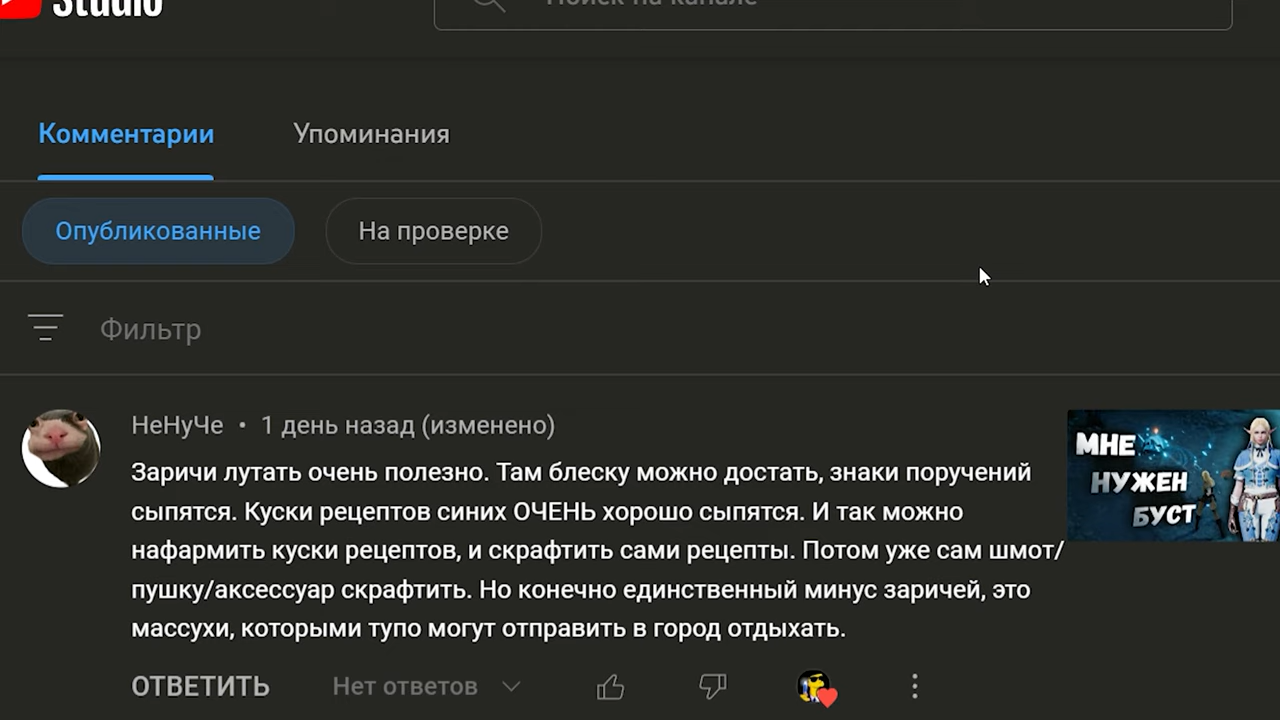 Studio
Поиск на канале
Комментарии
Упоминания
Опубликованные
На проверке
Фильтр
НеНуЧе • 1 день назад (изменено)
Заричи лутать очень полезно. Там блеску можно достать, знаки поручений
сыпятся. Куски рецептов синих ОЧЕНЬ хорошо сыпятся. И так можно
нафармить куски рецептов, и скрафтить сами рецепты. Потом уже сам шмот/
пушку/аксессуар скрафтить. Но конечно единственный минус заричей, это
массухи, которыми тупо могут отправить в город отдыхать.
МНЕ
НУЖЕН
БУСТ
ОТВЕТИТЬ
Нет ответов